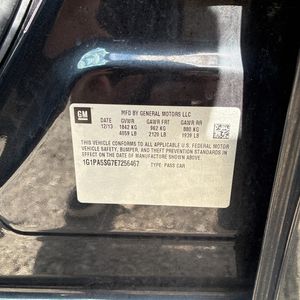 GM
MFD BY GENERAL MOTORS LLC
DATE GVWR GAWR FRT GAWR RR
12/13 1842 KG 962 KG 880 KG
4059 LB 2120 LB 1939 LB
THIS VEHICLE CONFORMS TO ALL APPLICABLE U.S. FEDERAL MOTOR
VEHICLE SAFETY, BUMPER, AND THEFT PREVENTION STANDARDS IN
EFFECT ON THE DATE OF MANUFACTURE SHOWN ABOVE.
1G1PA5SG7E7256467 TYPE: PASS CAR